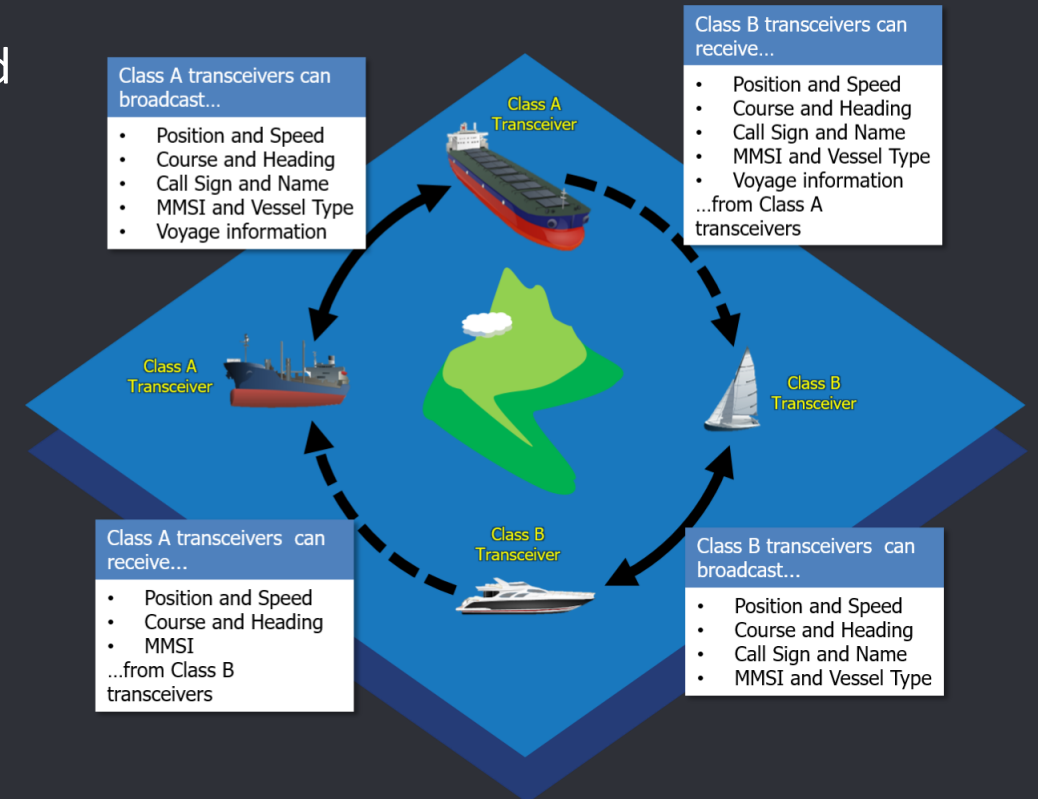 d
Class A transceivers can
broadcast...
• Position and Speed
• Course and Heading
• Call Sign and Name
• MMSI and Vessel Type
• Voyage information
Class A
Transceiver
Class B transceivers can
receive...
• Position and Speed
• Course and Heading
• Call Sign and Name
• MMSI and Vessel Type
• Voyage information
...from Class A
transceivers
Class A
Transceiver
Class B
Transceiver
Class A transceivers can
receive...
• Position and Speed
• Course and Heading
• MMSI
...from Class B
transceivers
Class B
Transceiver
Class B transceivers can
broadcast...
• Position and Speed
• Course and Heading
• Call Sign and Name
• MMSI and Vessel Type